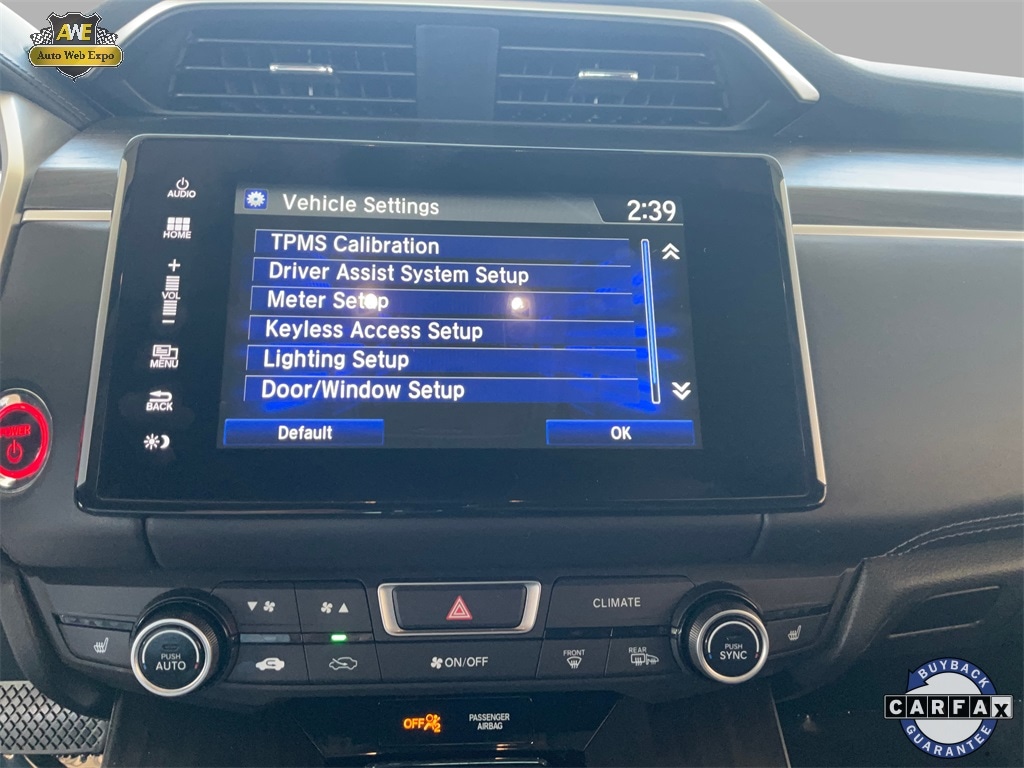 AWE
Auto Web Expo
AUDIO
HOME
+
VOL
−
MENU
BACK
Vehicle Settings
2:39
TPMS Calibration
Driver Assist System Setup
Meter Setup
Keyless Access Setup
Lighting Setup
Door/Window Setup
Default
OK
POWER
CLIMATE
PUSH
AUTO
ON/OFF
FRONT
REAR
PUSH
SYNC
OFF 2
PASSENGER
AIRBAG
BUYBACK
CARFAX
GUARANTEE